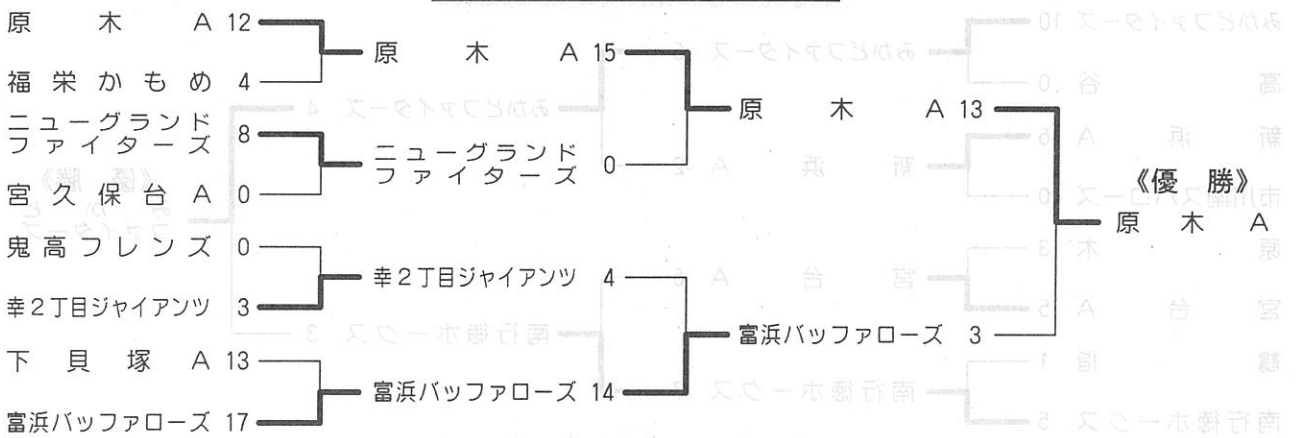 原木A 12
福栄かもめ 4
ニューグランド
ファイターズ 8
宮久保台A 0
鬼高フレンズ 0
幸2丁目ジャイアンツ 3
下貝塚A 13
富浜バッファローズ 17
原木A 15
ニューグランド
ファイターズ 0
幸2丁目ジャイアンツ 4
富浜バッファローズ 14
原木A 13
富浜バッファローズ 3
《優勝》
原木A